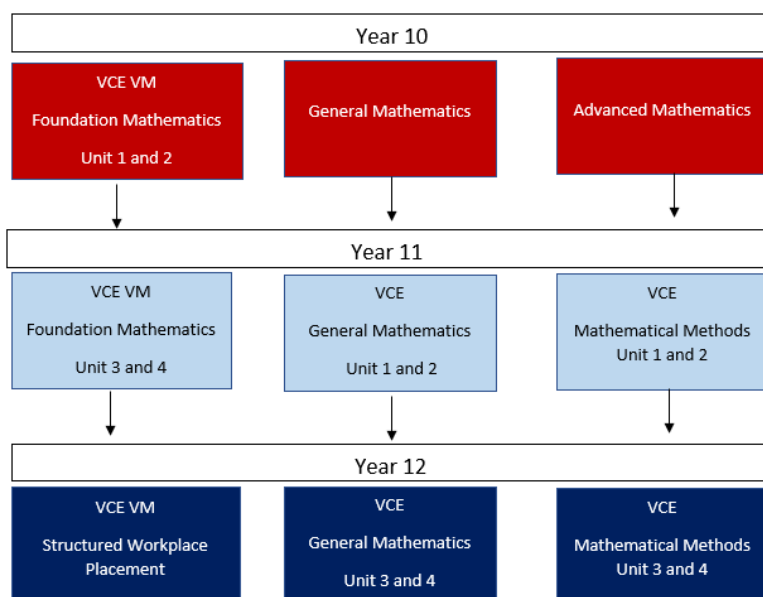 Year 10
VCE VM
Foundation Mathematics
Unit 1 and 2
General Mathematics
Advanced Mathematics
Year 11
VCE VM
Foundation Mathematics
Unit 3 and 4
VCE
General Mathematics
Unit 1 and 2
VCE
Mathematical Methods
Unit 1 and 2
Year 12
VCE VM
Structured Workplace
Placement
VCE
General Mathematics
Unit 3 and 4
VCE
Mathematical Methods
Unit 3 and 4